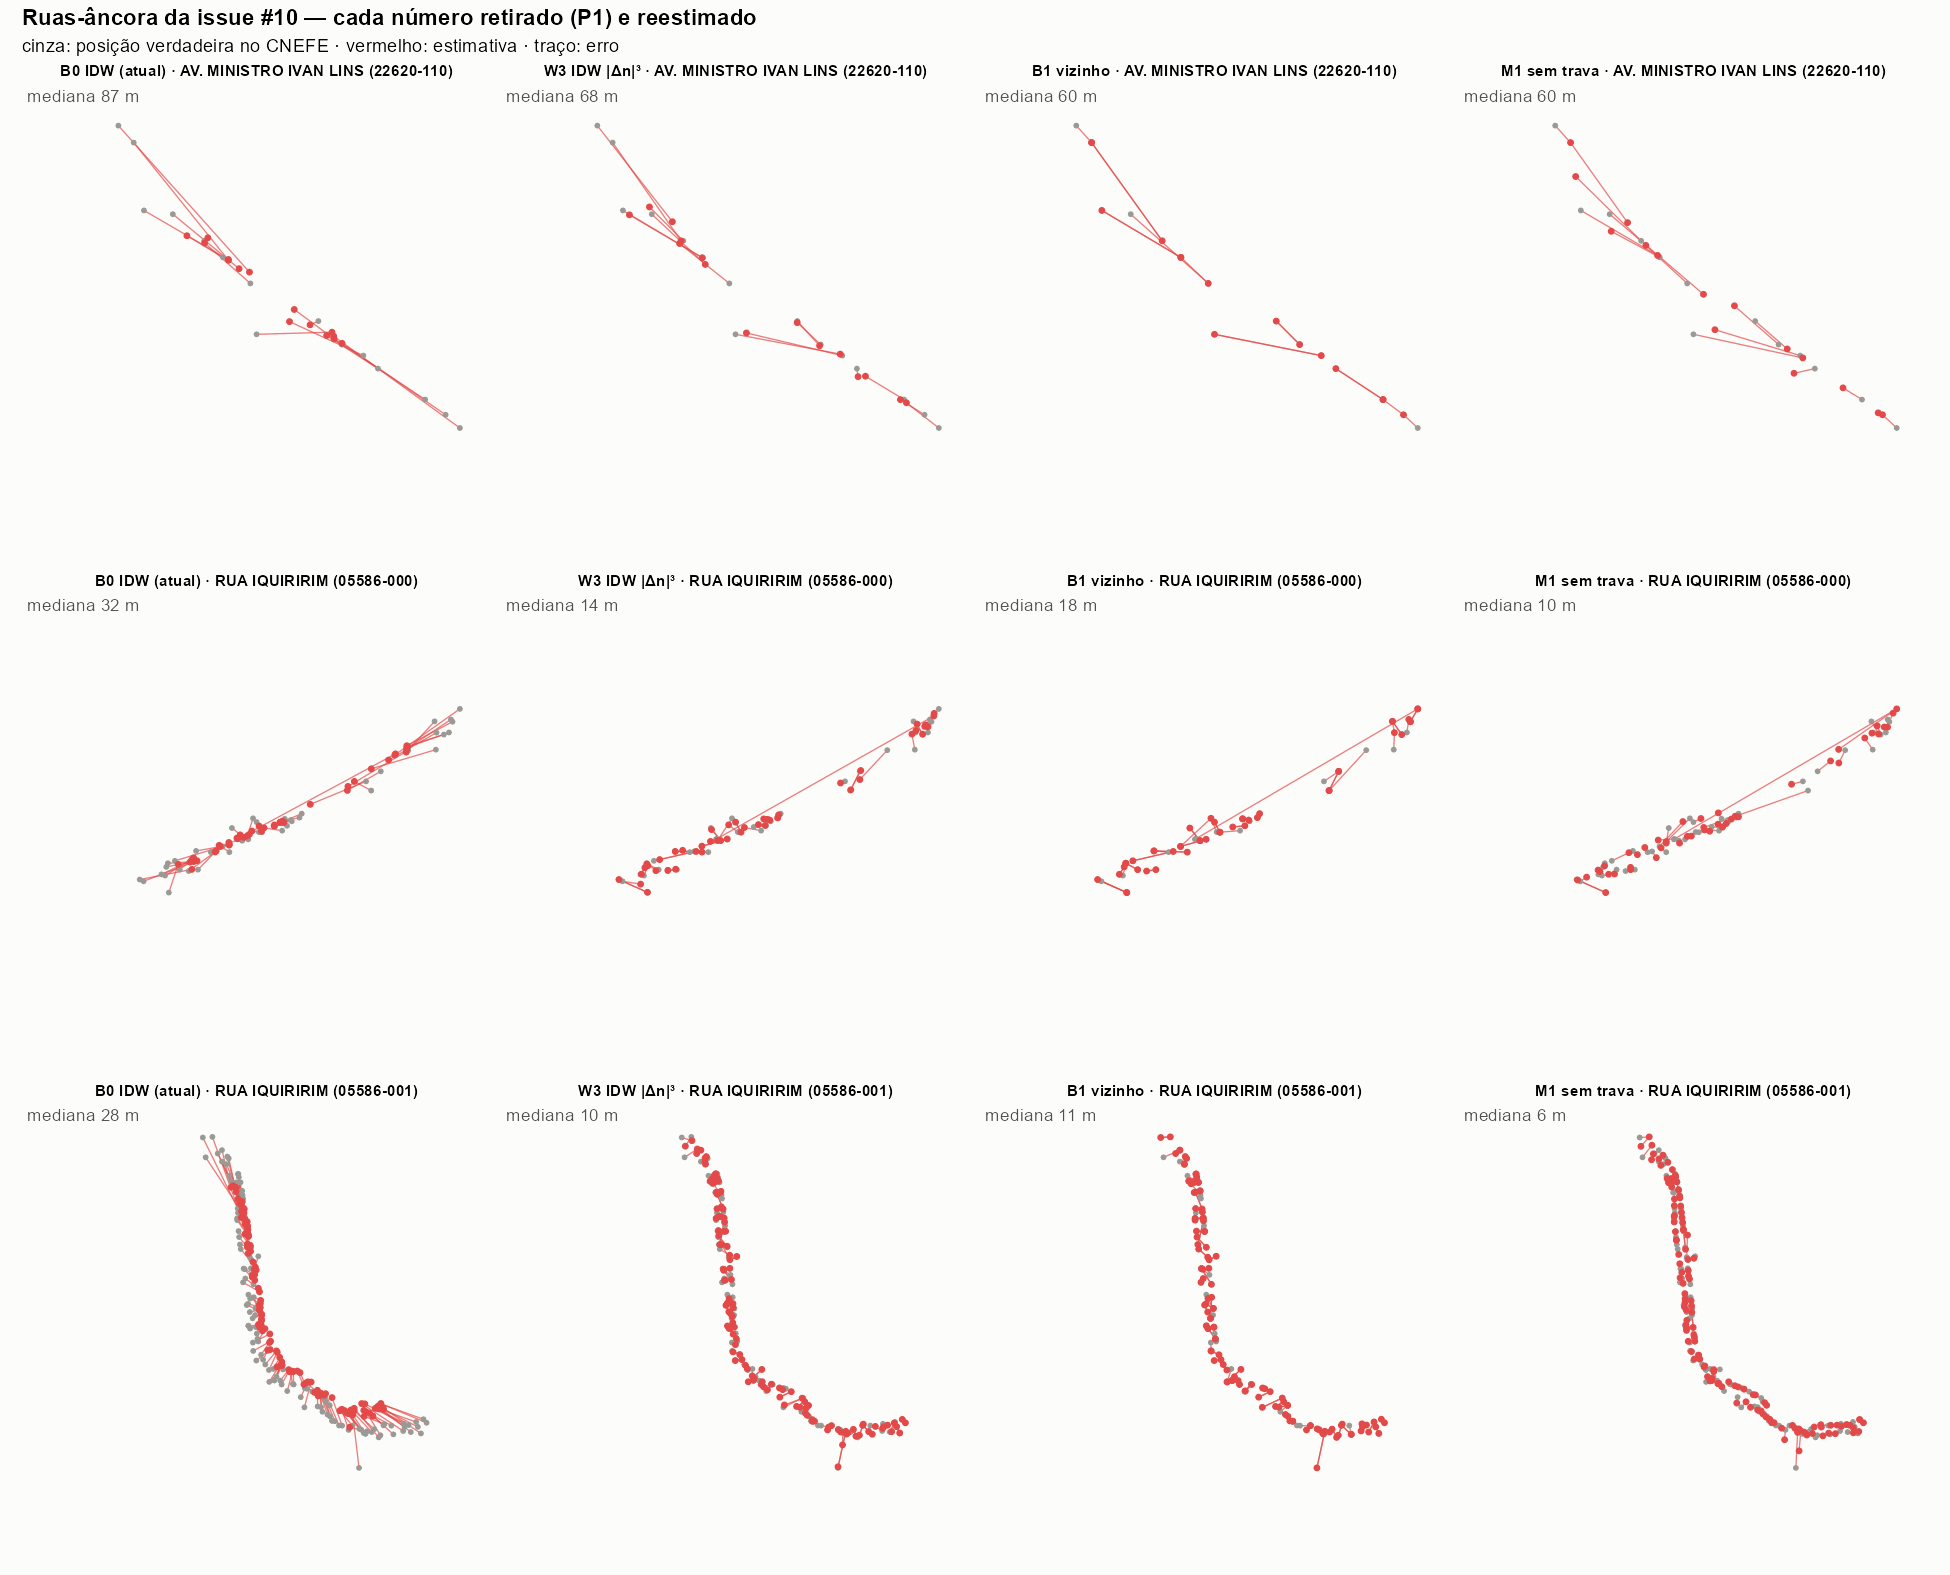 Ruas-âncora da issue #10 — cada número retirado (P1) e reestimado
cinza: posição verdadeira no CNEFE · vermelho: estimativa · traço: erro
B0 IDW (atual) · AV. MINISTRO IVAN LINS (22620-110)
mediana 87 m
W3 IDW |Δn|³ · AV. MINISTRO IVAN LINS (22620-110)
mediana 68 m
B1 vizinho · AV. MINISTRO IVAN LINS (22620-110)
mediana 60 m
M1 sem trava · AV. MINISTRO IVAN LINS (22620-110)
mediana 60 m
B0 IDW (atual) · RUA IQUIRIRIM (05586-000)
mediana 32 m
W3 IDW |Δn|³ · RUA IQUIRIRIM (05586-000)
mediana 14 m
B1 vizinho · RUA IQUIRIRIM (05586-000)
mediana 18 m
M1 sem trava · RUA IQUIRIRIM (05586-000)
mediana 10 m
B0 IDW (atual) · RUA IQUIRIRIM (05586-001)
mediana 28 m
W3 IDW |Δn|³ · RUA IQUIRIRIM (05586-001)
mediana 10 m
B1 vizinho · RUA IQUIRIRIM (05586-001)
mediana 11 m
M1 sem trava · RUA IQUIRIRIM (05586-001)
mediana 6 m